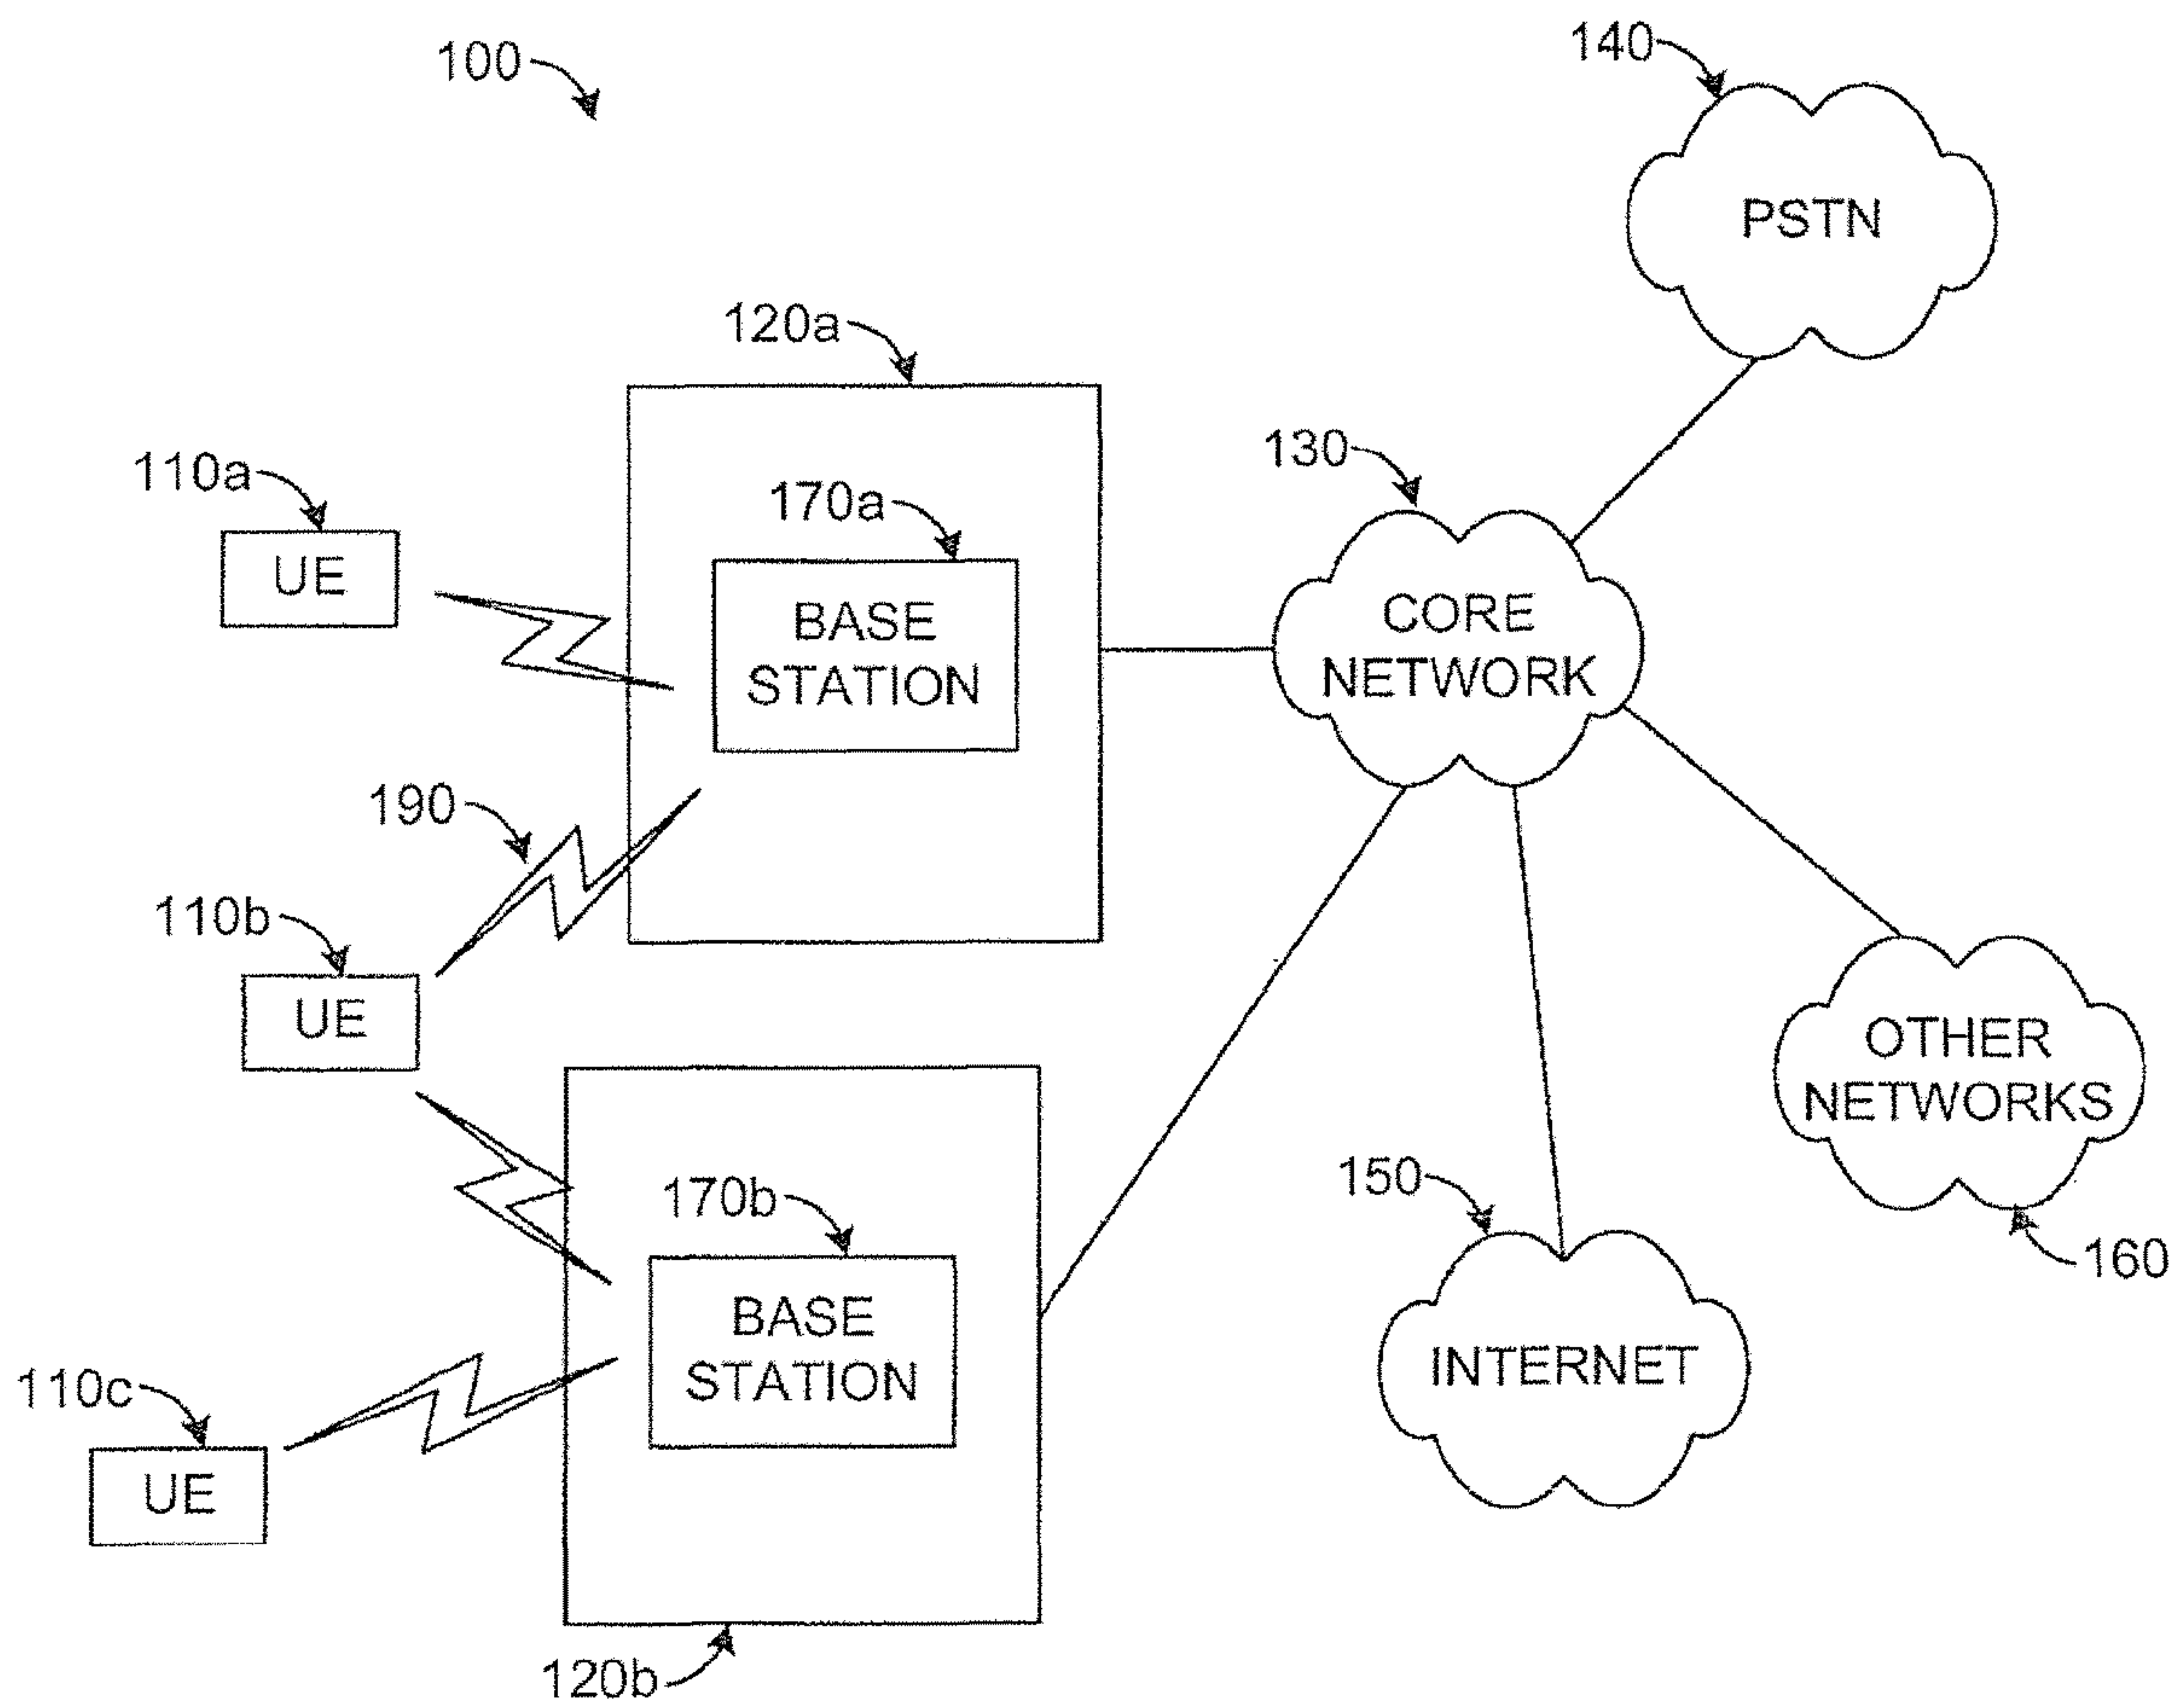 100
140
PSTN
120a
130
110a
170a
UE
BASE
STATION
CORE
NETWORK
190
110b
UE
OTHER
NETWORKS
150
170b
160
BASE
STATION
INTERNET
110c
UE
120b